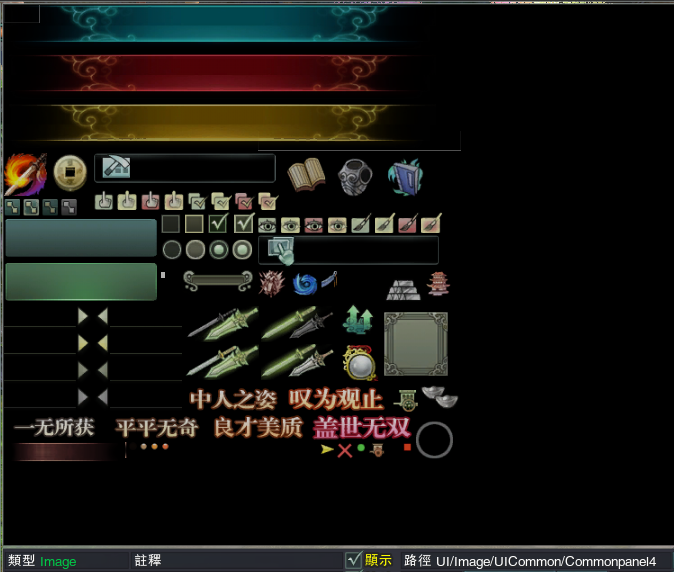 中人之姿 叹为观止
一无所获 平平无奇 良才美质 盖世无双
類型 Image 註釋 顯示 路徑 UI/Image/UICommon/Commonpanel4